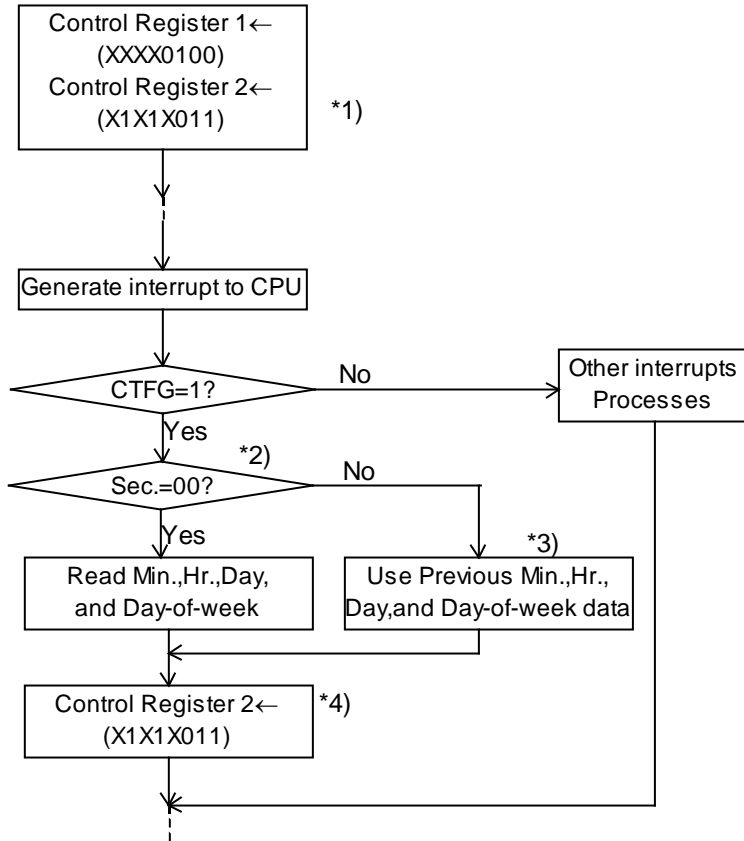 Control Register 1←
(XXXX0100)
Control Register 2←
(X1X1X011)
*1)
Generate interrupt to CPU
CTFG=1?
No
Other interrupts
Processes
Yes
*2)
Sec.=00?
No
Yes
*3)
Read Min.,Hr.,Day,
and Day-of-week
Use Previous Min.,Hr.,
Day,and Day-of-week data
Control Register 2←
(X1X1X011)
*4)